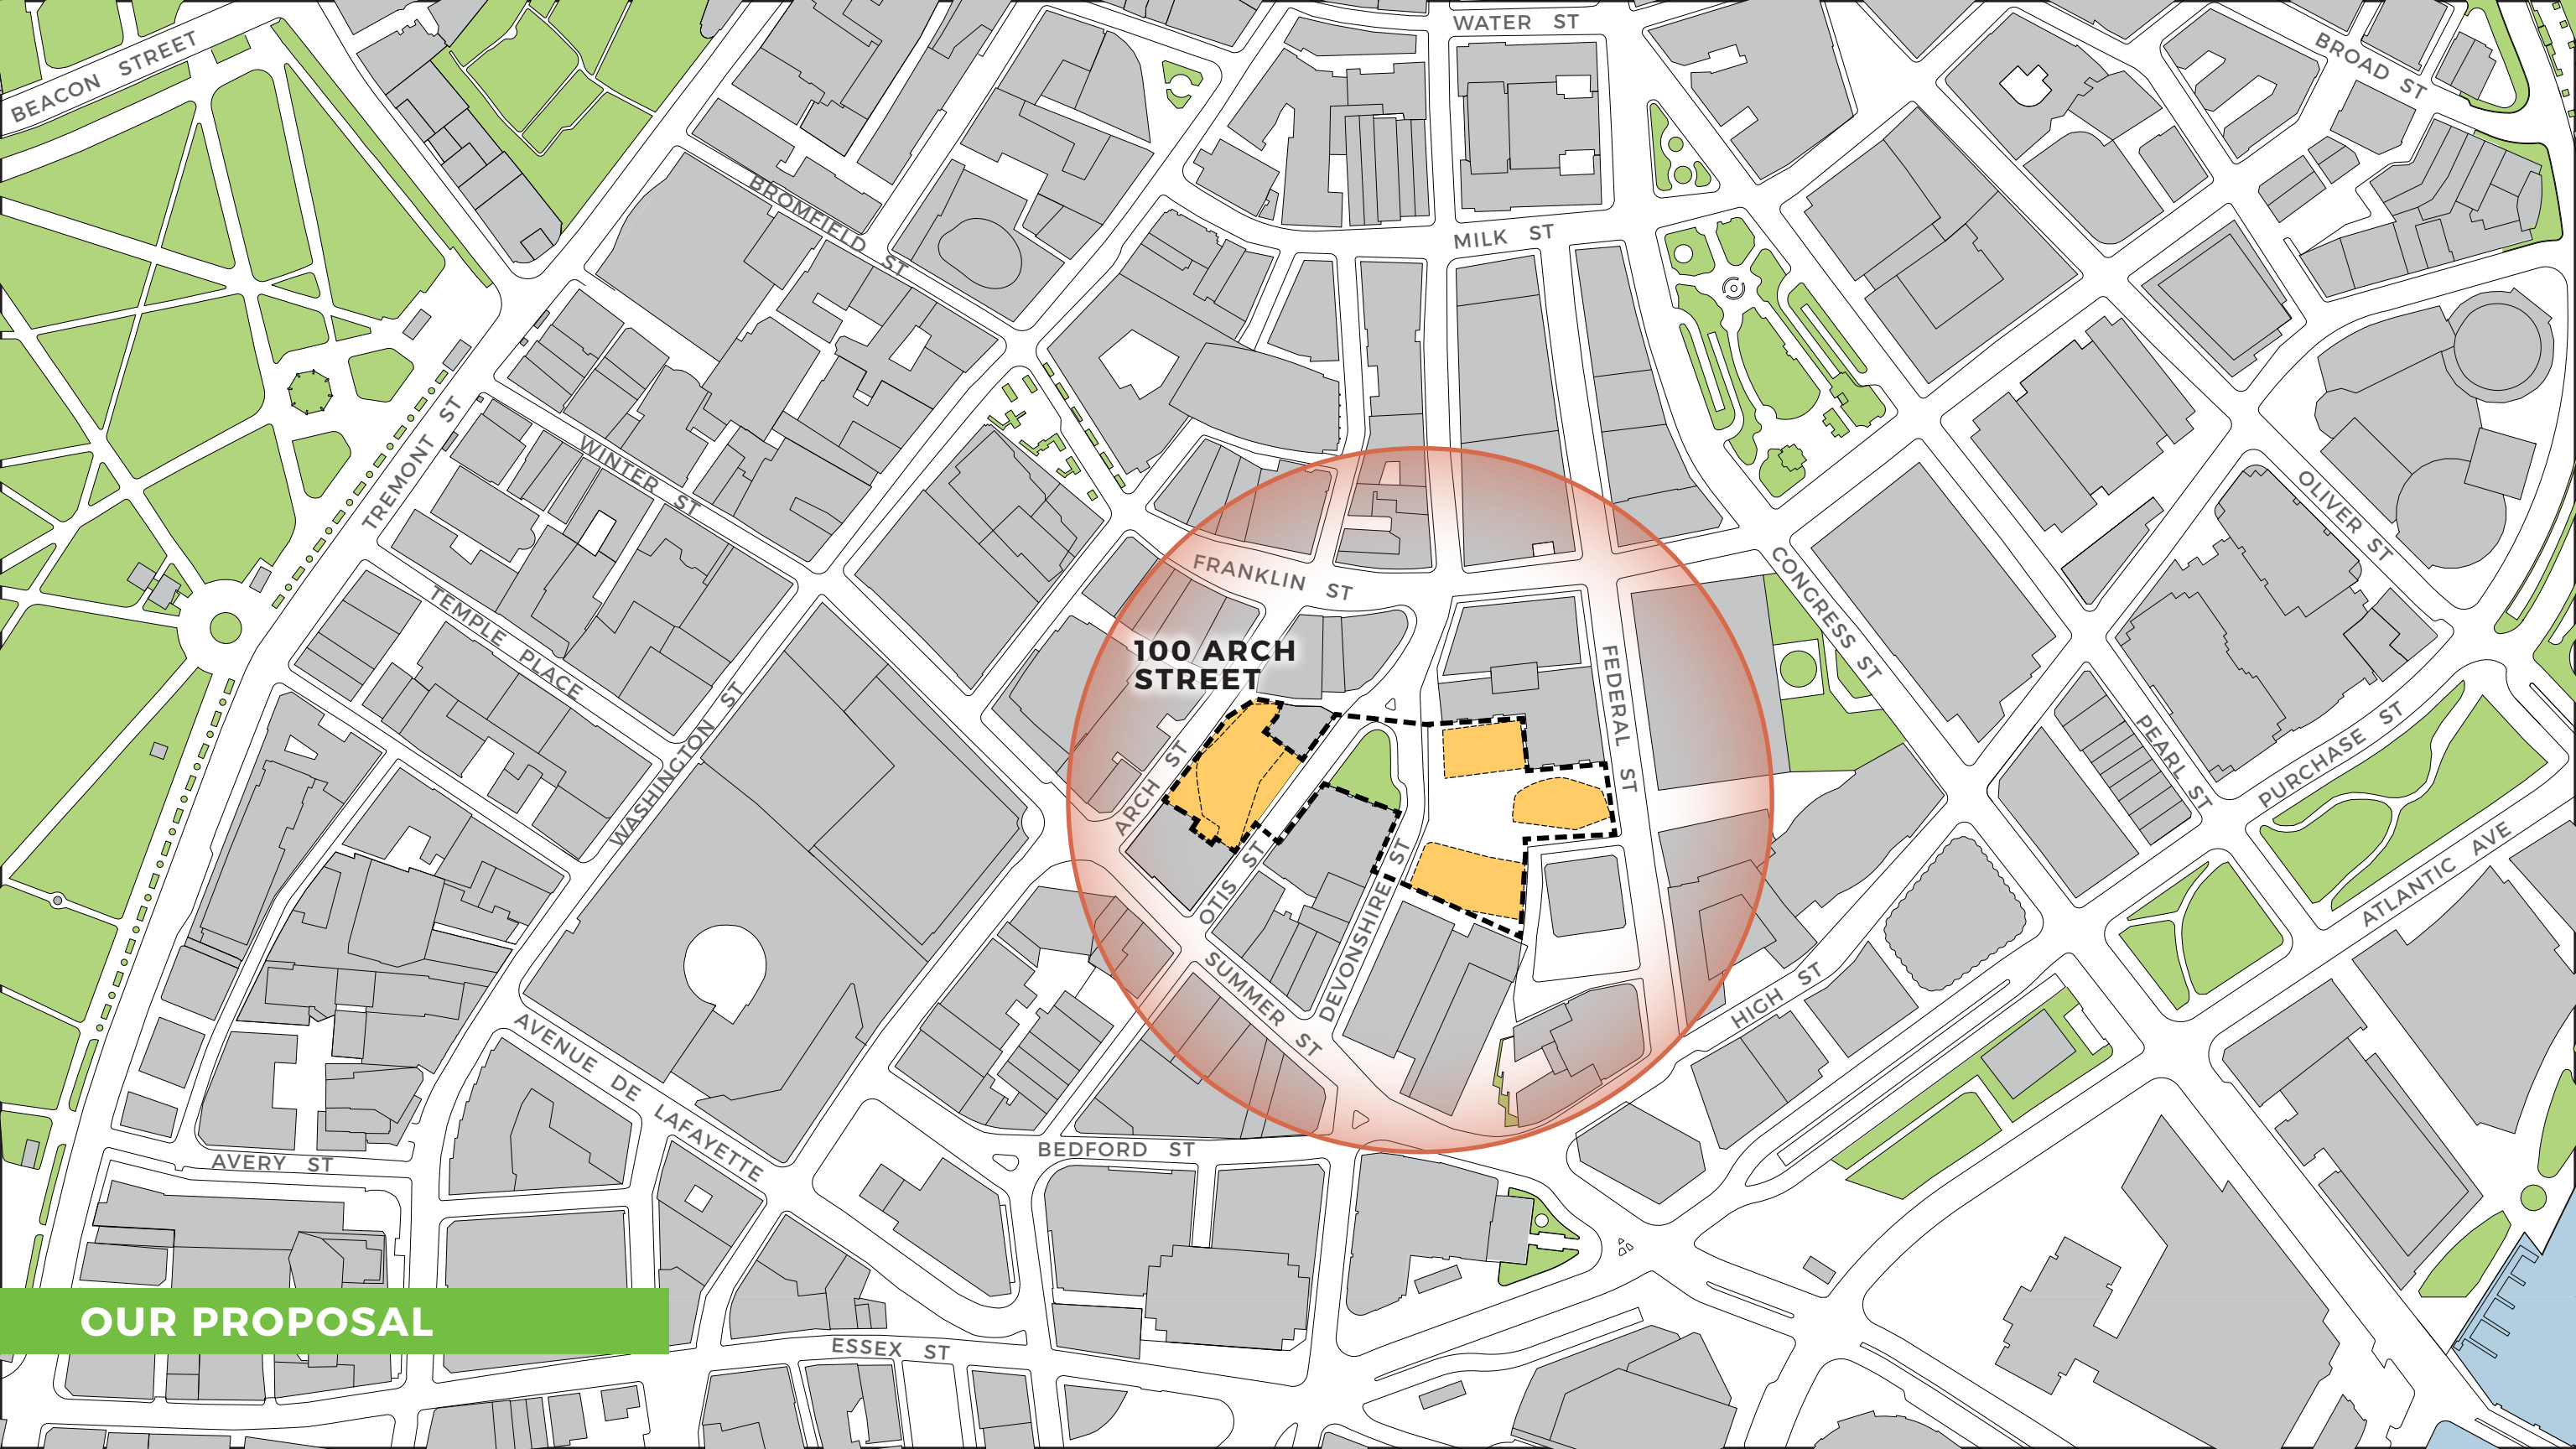 WATER ST
BROAD ST
BEACON STREET
BROMFIELD ST
MILK ST
TREMONT ST
WINTER ST
OLIVER ST
FRANKLIN ST
CONGRESS ST
TEMPLE PLACE
100 ARCH
STREET
FEDERAL ST
WASHINGTON ST
ARCH ST
PEARL ST
PURCHASE ST
OTIS ST
DEVONSHIRE ST
ATLANTIC AVE
SUMMER ST
HIGH ST
AVENUE DE LAFAYETTE
BEDFORD ST
AVERY ST
OUR PROPOSAL
ESSEX ST